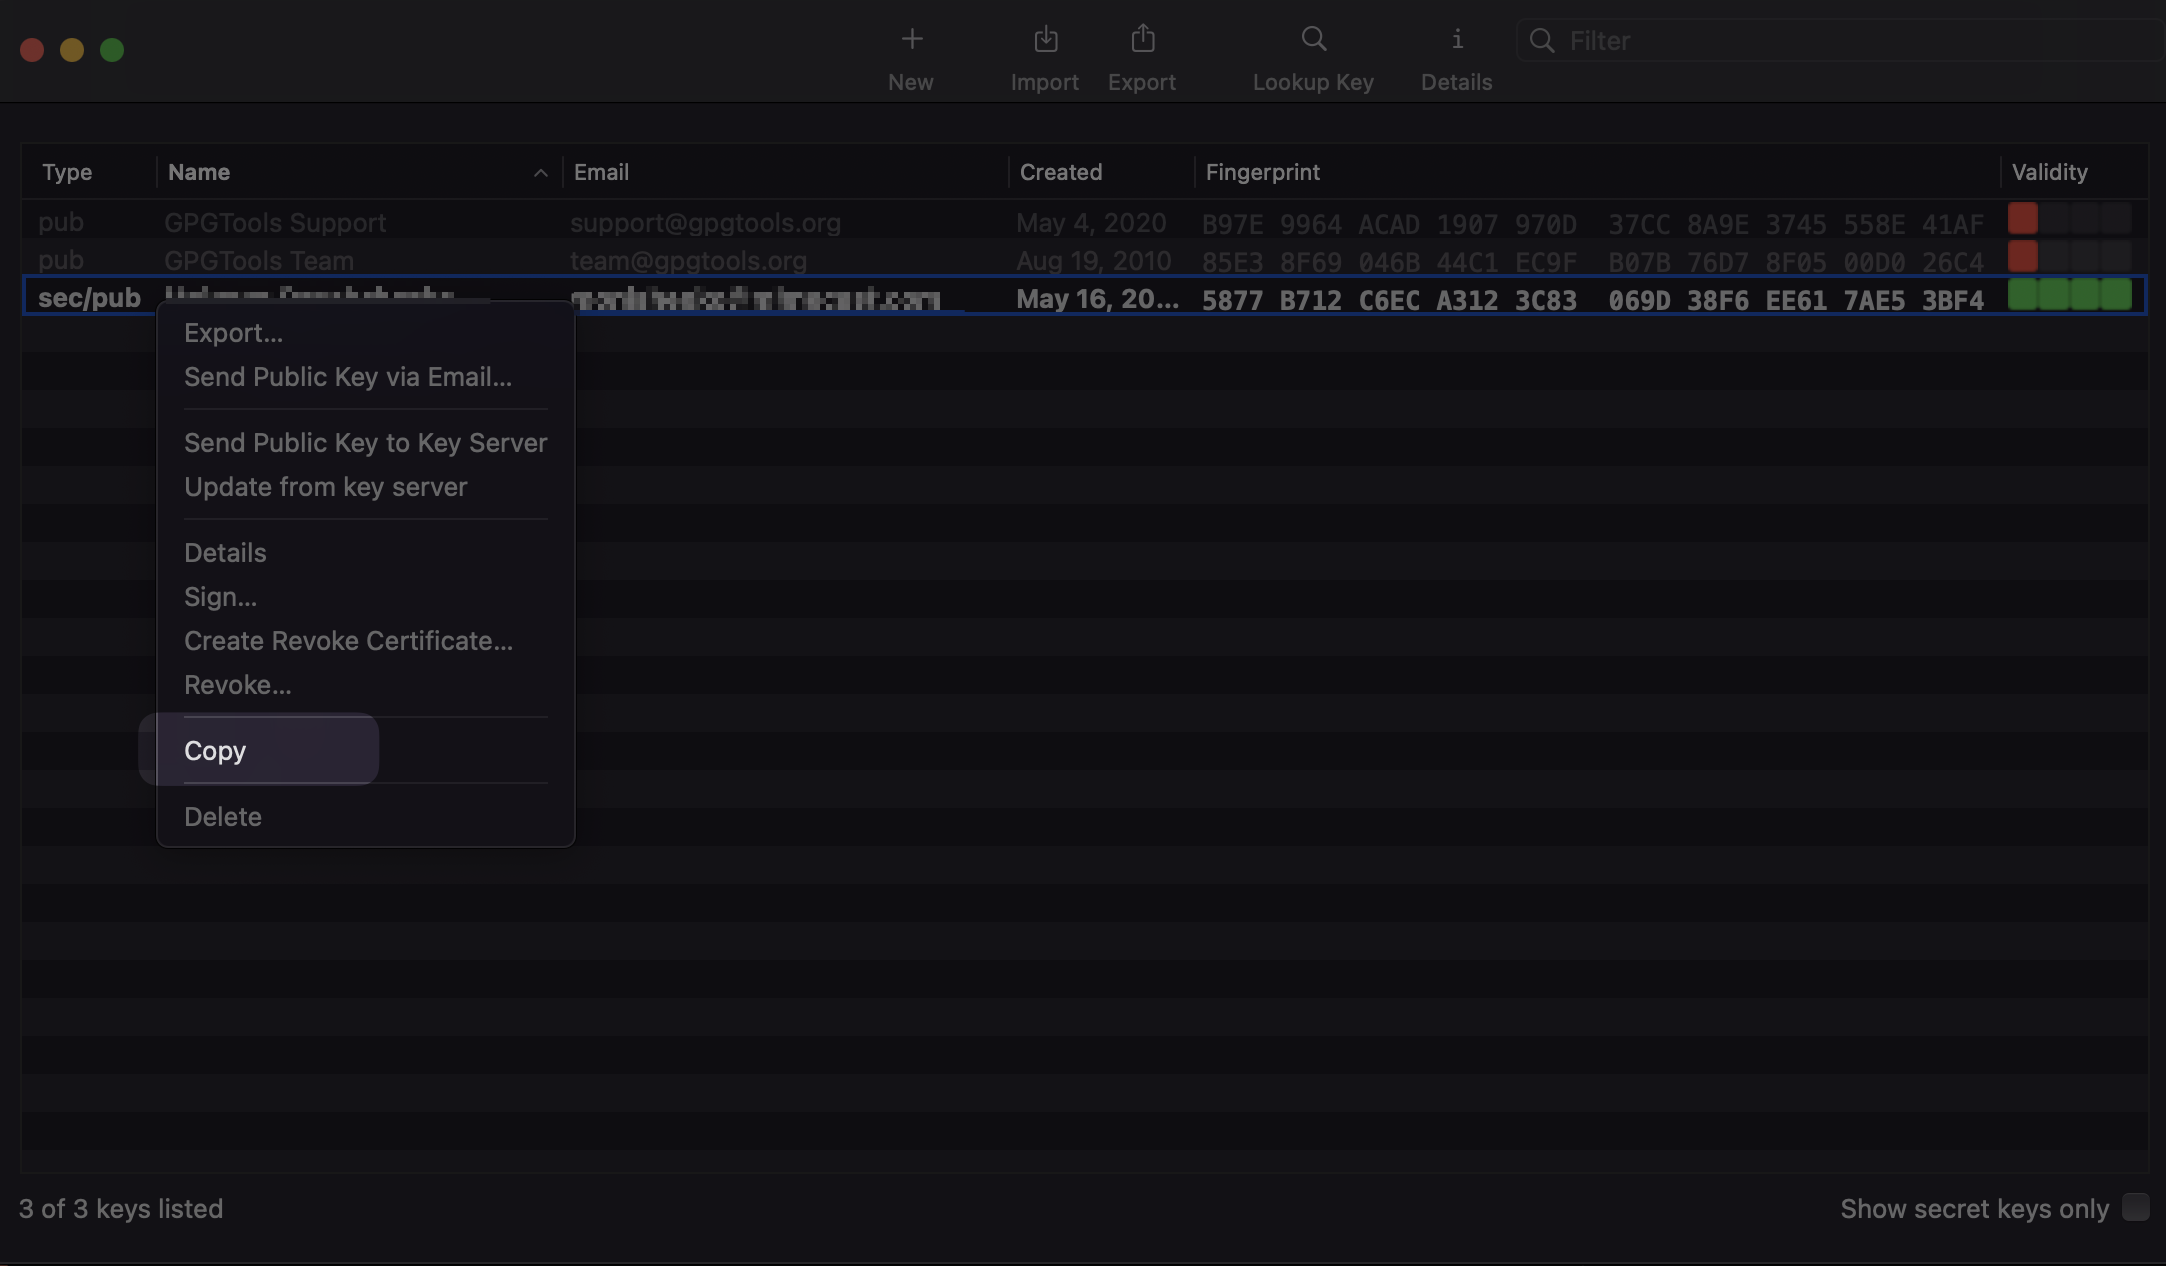 New Import Export Lookup Key Details Filter
Type Name Email Created Fingerprint Validity
pub GPGTools Support support@gpgtools.org May 4, 2020 B97E 9964 ACAD 1907 970D 37CC 8A9E 3745 558E 41AF
pub GPGTools Team team@gpgtools.org Aug 19, 2010 85E3 8F69 046B 44C1 EC9F B07B 76D7 8F05 00D0 26C4
sec/pub May 16, 20... 5877 B712 C6EC A312 3C83 069D 38F6 EE61 7AE5 3BF4
Export...
Send Public Key via Email...
Send Public Key to Key Server
Update from key server
Details
Sign...
Create Revoke Certificate...
Revoke...
Copy
Delete
3 of 3 keys listed
Show secret keys only